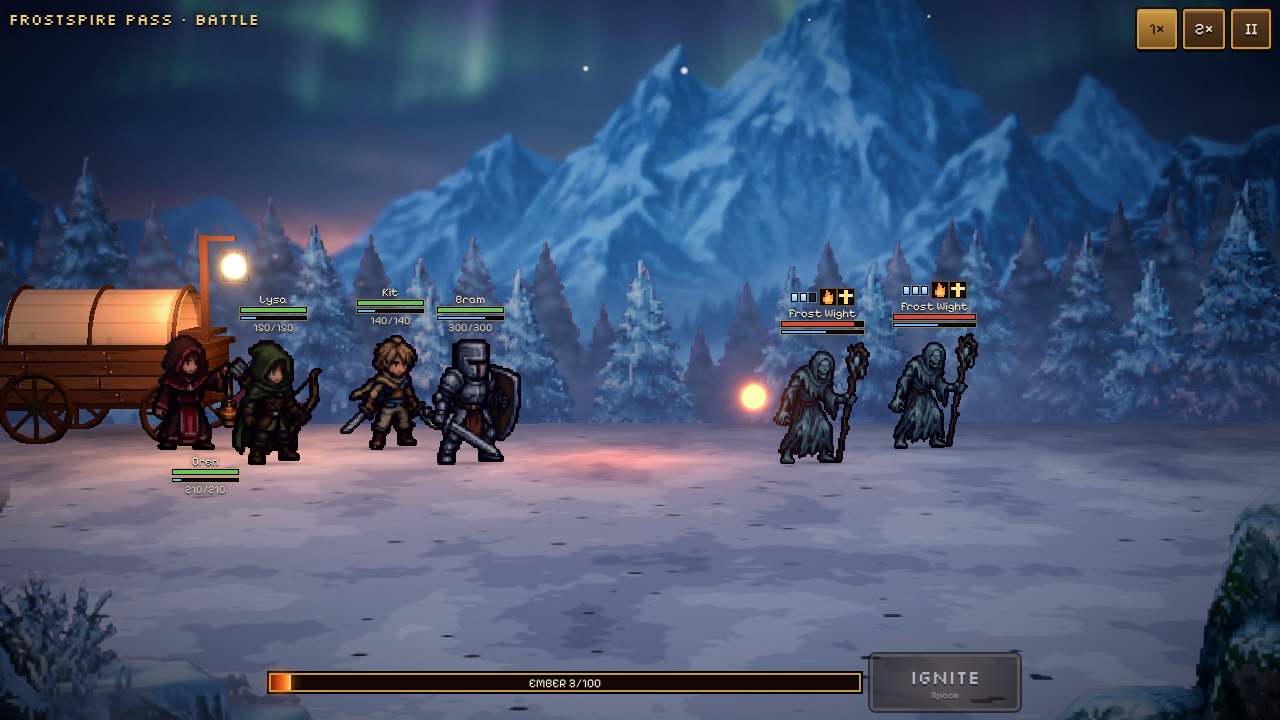 FROSTSPIRE PASS · BATTLE
1×
2×
II
Lysa
180/180
Kit
140/140
Bram
300/300
Frost Wight
Frost Wight
Oren
210/210
EMBER 3/100
IGNITE
Space